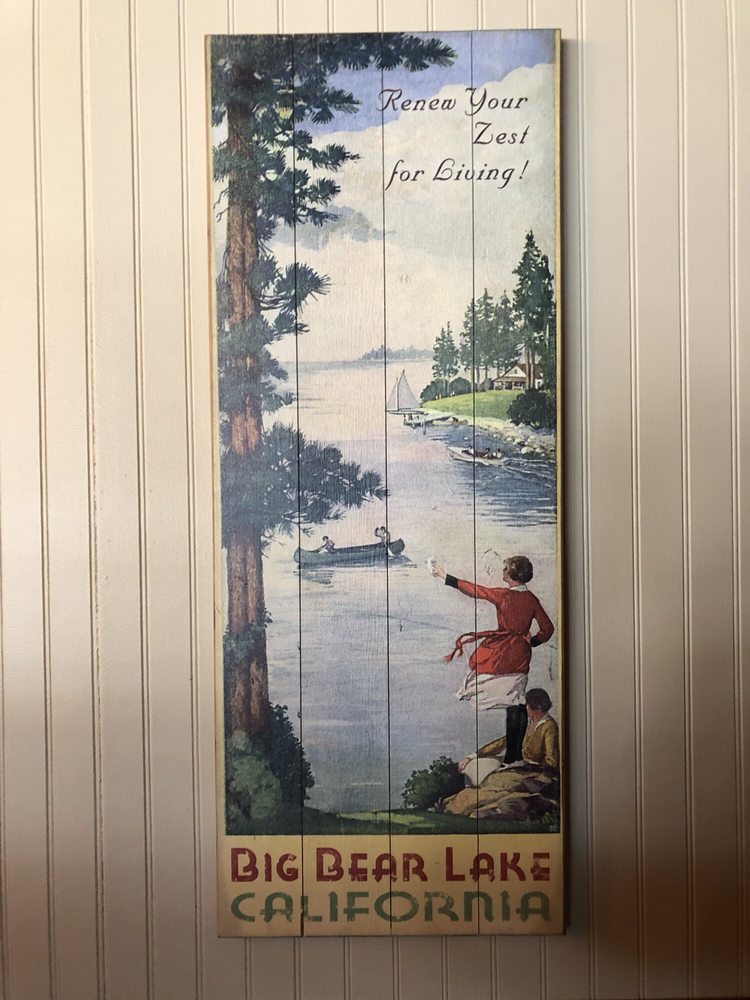 Renew Your
Zest
for Living!
BIG BEAR LAKE
CALIFORNIA